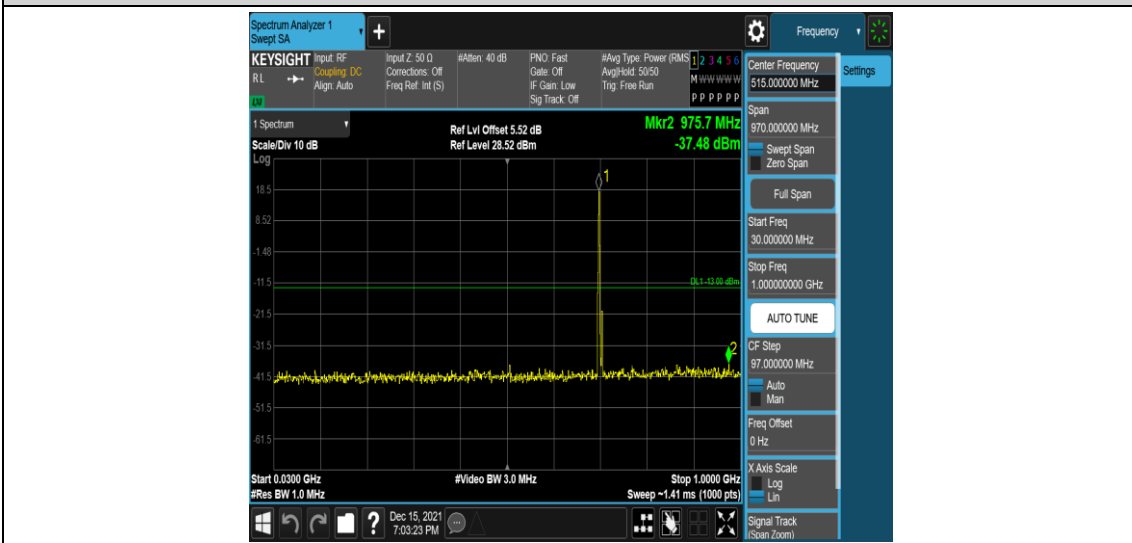 Spectrum Analyzer 1
Swept SA
+
Frequency
KEYSIGHT
RL
LXI
Input: RF
Coupling: DC
Align: Auto
Input Z: 50 Ω
Corrections: Off
Freq Ref: Int (S)
#Atten: 40 dB
PNO: Fast
Gate: Off
IF Gain: Low
Sig Track: Off
#Avg Type: Power (RMS
Avg|Hold: 50/50
Trig: Free Run
1 2 3 4 5 6
M W W W W W
P P P P P P
1 Spectrum
Scale/Div 10 dB
Log
Ref Lvl Offset 5.52 dB
Ref Level 28.52 dBm
Mkr2 975.7 MHz
-37.48 dBm
1
18.5
8.52
-1.48
-11.5
DL1 -13.00 dBm
-21.5
-31.5
2
-41.5
-51.5
-61.5
Start 0.0300 GHz
#Res BW 1.0 MHz
#Video BW 3.0 MHz
Stop 1.0000 GHz
Sweep ~1.41 ms (1000 pts)
?
Dec 15, 2021
7:03:23 PM
Center Frequency
515.000000 MHz
Settings
Span
970.000000 MHz
Swept Span
Zero Span
Full Span
Start Freq
30.000000 MHz
Stop Freq
1.000000000 GHz
AUTO TUNE
CF Step
97.000000 MHz
Auto
Man
Freq Offset
0 Hz
X Axis Scale
Log
Lin
Signal Track
(Span Zoom)